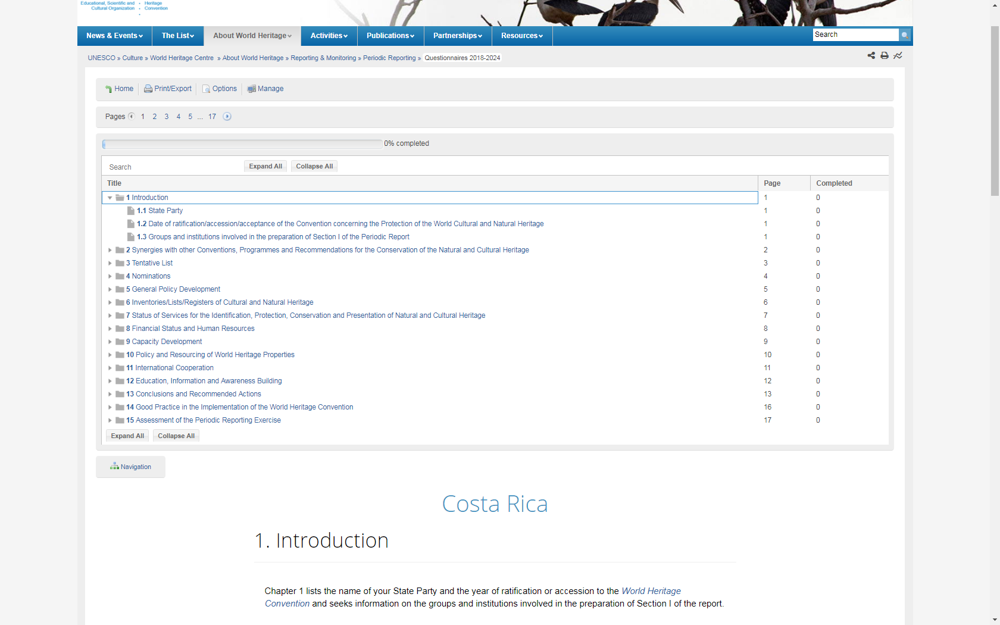 Educational, Scientific and Cultural Organization
Heritage Convention
News & Events The List About World Heritage Activities Publications Partnerships Resources Search
UNESCO » Culture » World Heritage Centre » About World Heritage » Reporting & Monitoring » Periodic Reporting » Questionnaires 2018-2024
Home Print/Export Options Manage
Pages 1 2 3 4 5 ... 17
0% completed
Search Expand All Collapse All
Title Page Completed
1 Introduction 1 0
1.1 State Party 1 0
1.2 Date of ratification/accession/acceptance of the Convention concerning the Protection of the World Cultural and Natural Heritage 1 0
1.3 Groups and institutions involved in the preparation of Section I of the Periodic Report 1 0
2 Synergies with other Conventions, Programmes and Recommendations for the Conservation of the Natural and Cultural Heritage 2 0
3 Tentative List 3 0
4 Nominations 4 0
5 General Policy Development 5 0
6 Inventories/Lists/Registers of Cultural and Natural Heritage 6 0
7 Status of Services for the Identification, Protection, Conservation and Presentation of Natural and Cultural Heritage 7 0
8 Financial Status and Human Resources 8 0
9 Capacity Development 9 0
10 Policy and Resourcing of World Heritage Properties 10 0
11 International Cooperation 11 0
12 Education, Information and Awareness Building 12 0
13 Conclusions and Recommended Actions 13 0
14 Good Practice in the Implementation of the World Heritage Convention 16 0
15 Assessment of the Periodic Reporting Exercise 17 0
Expand All Collapse All
Navigation
Costa Rica
1. Introduction
Chapter 1 lists the name of your State Party and the year of ratification or accession to the World Heritage
Convention and seeks information on the groups and institutions involved in the preparation of Section I of the report.